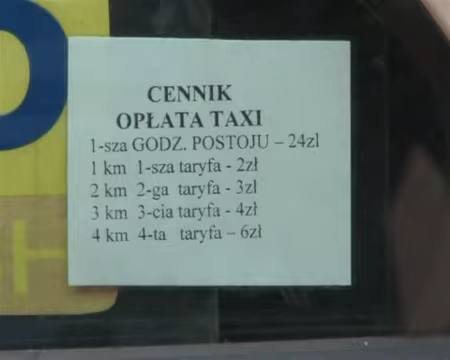 CENNIK
OPŁATA TAXI
1-sza GODZ. POSTOJU – 24zl
1 km 1-sza taryfa - 2zł
2 km 2-ga taryfa - 3zł
3 km 3-cia taryfa - 4zł
4 km 4-ta taryfa – 6zł